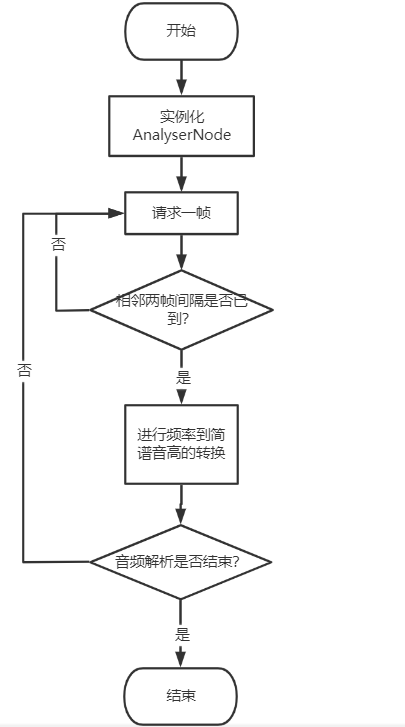 开始
实例化
AnalyserNode
请求一帧
否
相邻两帧间隔是否已
到?
是
否
进行频率到简
谱音高的转换
音频解析是否结束?
是
结束